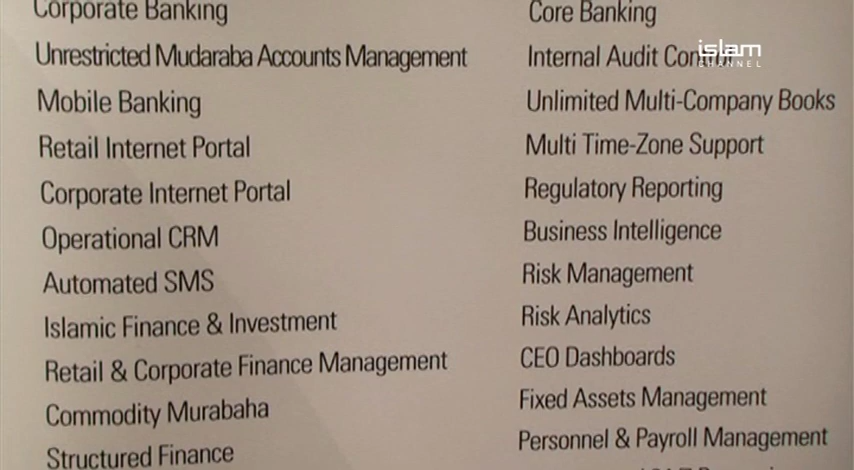 Corporate Banking
Unrestricted Mudaraba Accounts Management
Mobile Banking
Retail Internet Portal
Corporate Internet Portal
Operational CRM
Automated SMS
Islamic Finance & Investment
Retail & Corporate Finance Management
Commodity Murabaha
Structured Finance
Core Banking
Internal Audit Control
Unlimited Multi-Company Books
Multi Time-Zone Support
Regulatory Reporting
Business Intelligence
Risk Management
Risk Analytics
CEO Dashboards
Fixed Assets Management
Personnel & Payroll Management
islam
CHANNEL